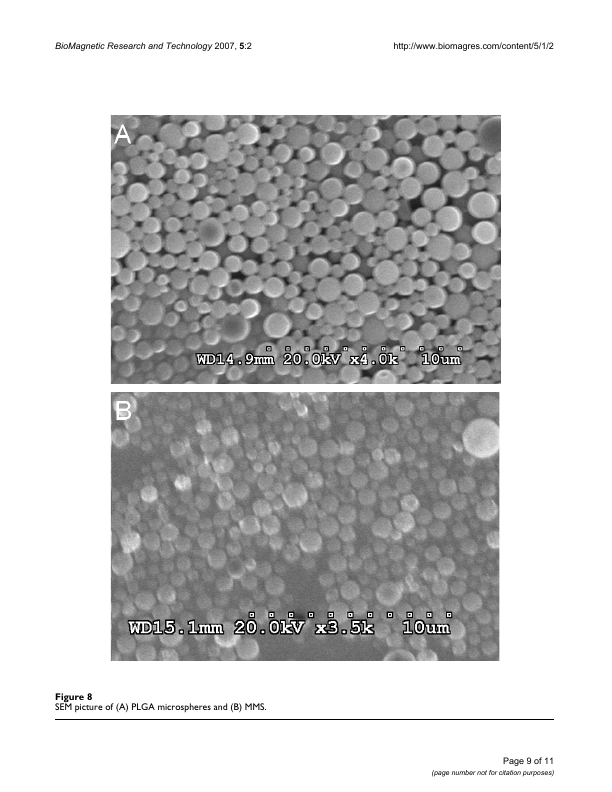 BioMagnetic Research and Technology 2007, 5:2
http://www.biomagres.com/content/5/1/2
A
WD14.9mm 20.0kV x4.0k 10um
B
WD15.1mm 20.0kV x3.5k 10um
Figure 8
SEM picture of (A) PLGA microspheres and (B) MMS.
Page 9 of 11
(page number not for citation purposes)